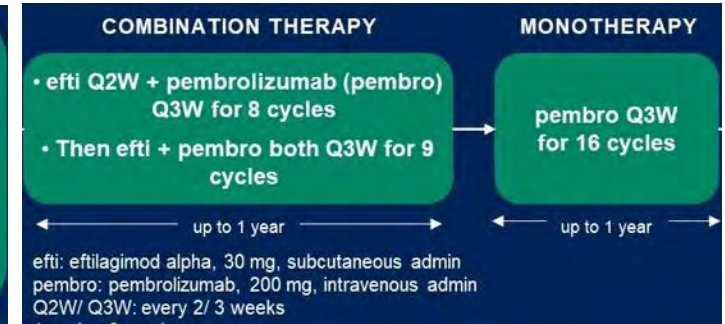 COMBINATION THERAPY
• efti Q2W + pembrolizumab (pembro)
Q3W for 8 cycles
• Then efti + pembro both Q3W for 9
cycles
up to 1 year
MONOTHERAPY
pembro Q3W
for 16 cycles
up to 1 year
efti: eftilagimod alpha, 30 mg, subcutaneous admin
pembro: pembrolizumab, 200 mg, intravenous admin
Q2W/ Q3W: every 2/ 3 weeks